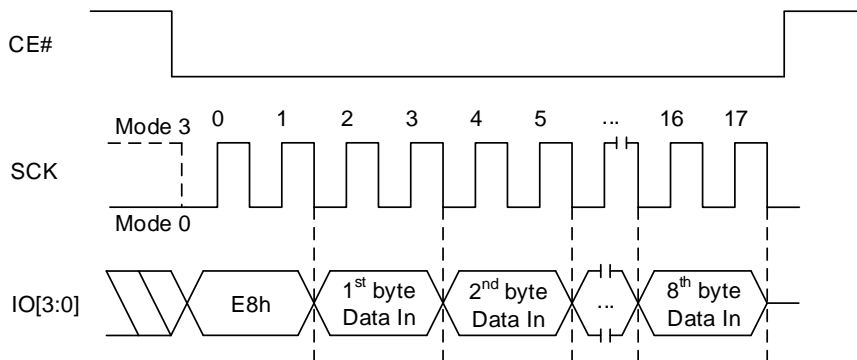 CE#
0 1 2 3 4 5 ... 16 17
Mode 3
SCK
Mode 0
IO[3:0]
E8h
1st byte
Data In
2nd byte
Data In
...
8th byte
Data In